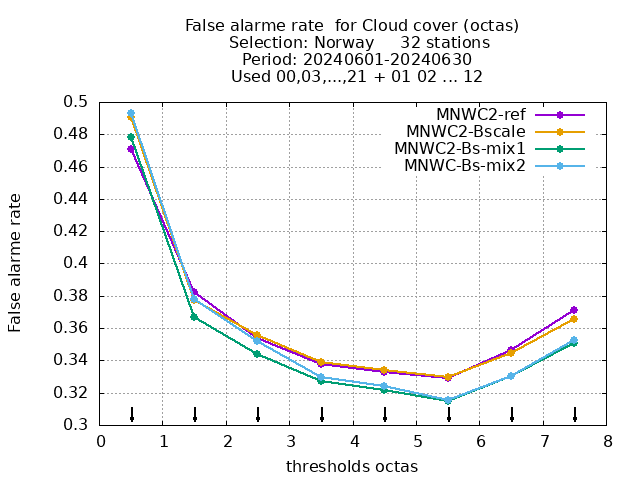 False alarme rate  for Cloud cover (octas)
Selection: Norway     32 stations
Period: 20240601-20240630
Used 00,03,...,21 + 01 02 ... 12
MNWC2-ref
MNWC2-Bscale
MNWC2-Bs-mix1
MNWC-Bs-mix2
False alarme rate
0.5
0.48
0.46
0.44
0.42
0.4
0.38
0.36
0.34
0.32
0.3
0 1 2 3 4 5 6 7 8
thresholds octas